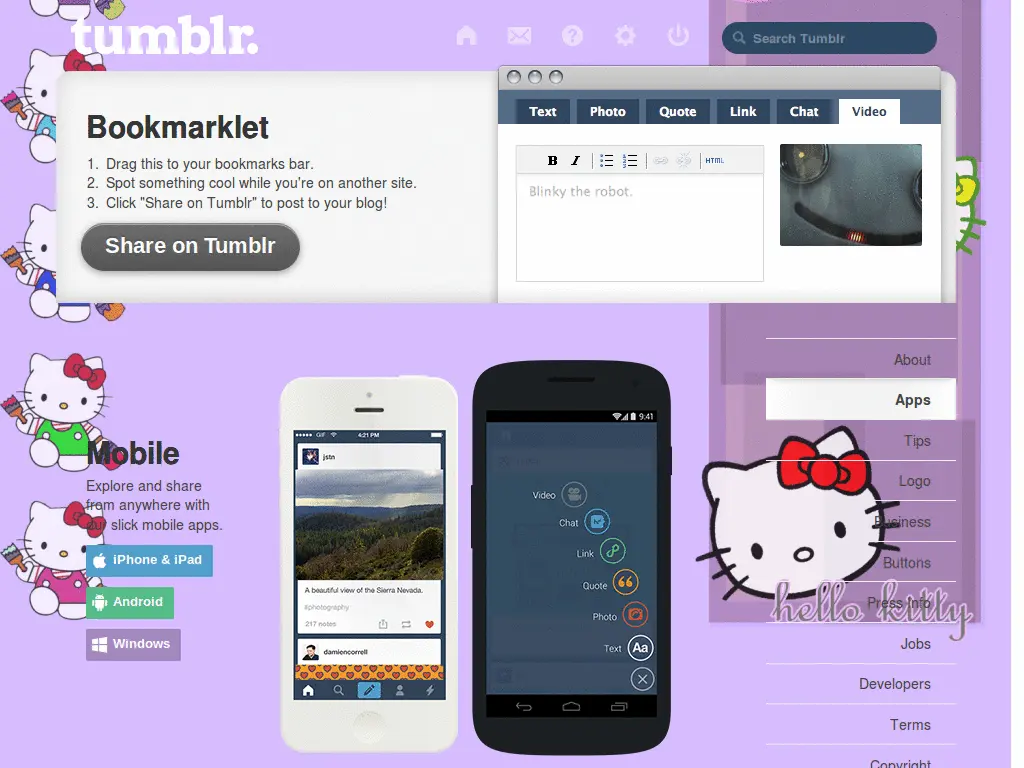 tumblr.
Search Tumblr
Bookmarklet
1. Drag this to your bookmarks bar.
2. Spot something cool while you're on another site.
3. Click "Share on Tumblr" to post to your blog!
Share on Tumblr
Text Photo Quote Link Chat Video
B I HTML
Blinky the robot.
About
Apps
Tips
Logo
Business
Buttons
Press Info
Jobs
Developers
Terms
Copyright
hello kitty
Mobile
Explore and share
from anywhere with
our slick mobile apps.
iPhone & iPad
Android
Windows
GIF 4:21 PM
jstn
A beautiful view of the Sierra Nevada.
#photography
217 notes
damiencorrell
9:41
Video
Chat
Link
Quote
Photo
Text Aa